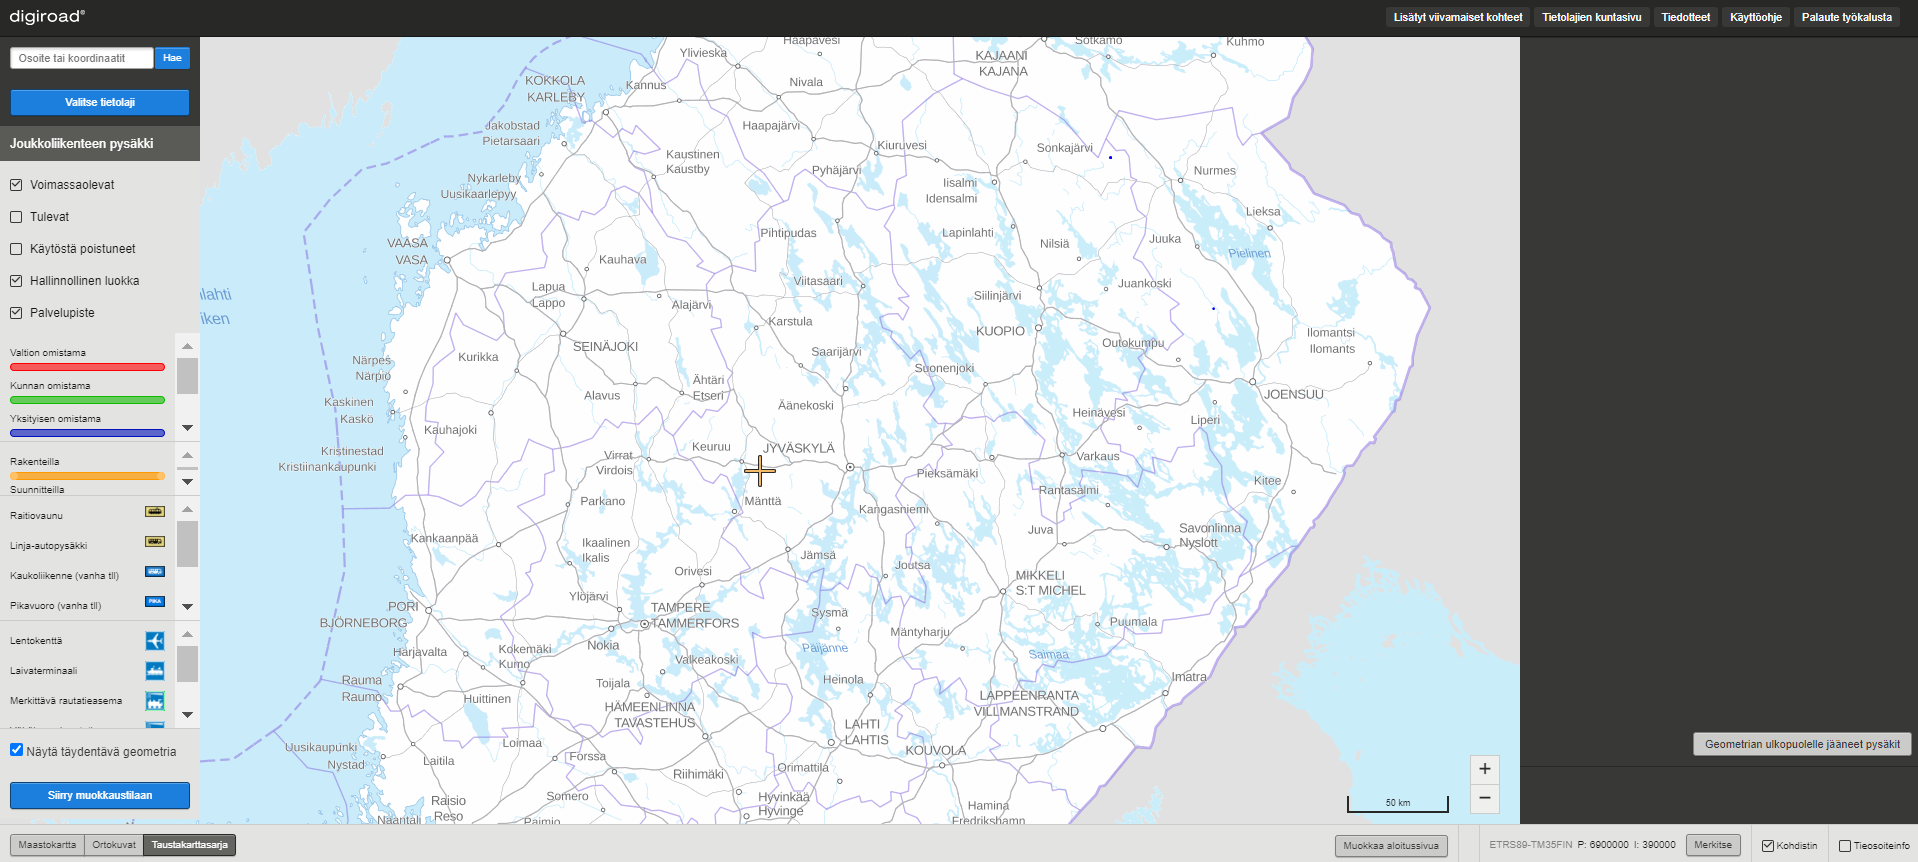 digiroad®
Lisätyt viivamaiset kohteet
Tietolajien kuntasivu
Tiedotteet
Käyttöohje
Palaute työkalusta
Osoite tai koordinaatit
Hae
Valitse tietolaji
Joukkoliikenteen pysäkki
Voimassaolevat
Tulevat
Käytöstä poistuneet
Hallinnollinen luokka
Palvelupiste
Valtion omistama
Kunnan omistama
Yksityisen omistama
Rakenteilla
Suunnitteilla
Raitiovaunu
Linja-autopysäkki
Kaukoliikenne (vanha tll)
Pikavuoro (vanha tll)
PIKA
Lentokenttä
Laivaterminaali
Merkittävä rautatieasema
Näytä täydentävä geometria
Siirry muokkaustilaan
Ylivieska
Haapavesi
KAJAANI
KAJANA
Sotkamo
Kuhmo
KOKKOLA
KARLEBY
Kannus
Nivala
Jakobstad
Pietarsaari
Haapajärvi
Kaustinen
Kaustby
Kiuruvesi
Sonkajärvi
Pyhäjärvi
Nykarleby
Uusikaarlepyy
Iisalmi
Idensalmi
Nurmes
Lieksa
VAASA
VASA
Pihtipudas
Lapinlahti
Nilsiä
Juuka
Pielinen
Kauhava
Viitasaari
Juankoski
nlahti
iken
Lapua
Lappo
Alajärvi
Siilinjärvi
Karstula
KUOPIO
Ilomantsi
Ilomants
SEINÄJOKI
Saarijärvi
Outokumpu
Närpes
Närpiö
Kurikka
Suonenjoki
Ähtäri
Etseri
Alavus
JOENSUU
Kaskinen
Kaskö
Äänekoski
Heinävesi
Liperi
Kauhajoki
Kristinestad
Kristiinankaupunki
Keuruu
JYVÄSKYLÄ
Virrat
Virdois
Varkaus
Pieksämäki
Kitee
Parkano
Mänttä
Rantasalmi
Kangasniemi
Savonlinna
Nyslott
Juva
Kankaanpää
Ikaalinen
Ikalis
Jämsä
Orivesi
Joutsa
MIKKELI
S:T MICHEL
Ylöjärvi
PORI
BJÖRNEBORG
TAMPERE
TAMMERFORS
Sysmä
Puumala
Mäntyharju
Harjavalta
Kokemäki
Kumo
Nokia
Päijänne
Saimaa
Valkeakoski
Rauma
Raumo
Toijala
Heinola
Imatra
Huittinen
HÄMEENLINNA
TAVASTEHUS
LAPPEENRANTA
VILLMANSTRAND
LAHTI
LAHTIS
Uusikaupunki
Nystad
Loimaa
KOUVOLA
Laitila
Forssa
Riihimäki
Orimattila
Raisio
Reso
Somero
Hyvinkää
Hyvinge
Hamina
Fredrikshamn
Naantali
Paimio
+
−
50 km
Geometrian ulkopuolelle jääneet pysäkit
Maastokartta
Ortokuvat
Taustakarttasarja
Muokkaa aloitussivua
ETRS89-TM35FIN P: 6900000 I: 390000
Merkitse
Kohdistin
Tieosoiteinfo